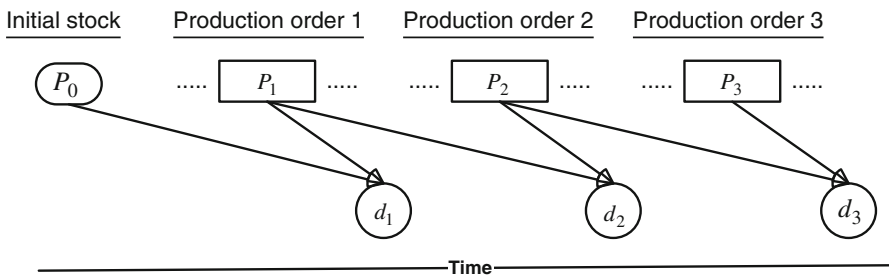 Initial stock
Production order 1
Production order 2
Production order 3
P0
..... P1 .....
..... P2 .....
..... P3 .....
d1
d2
d3
Time